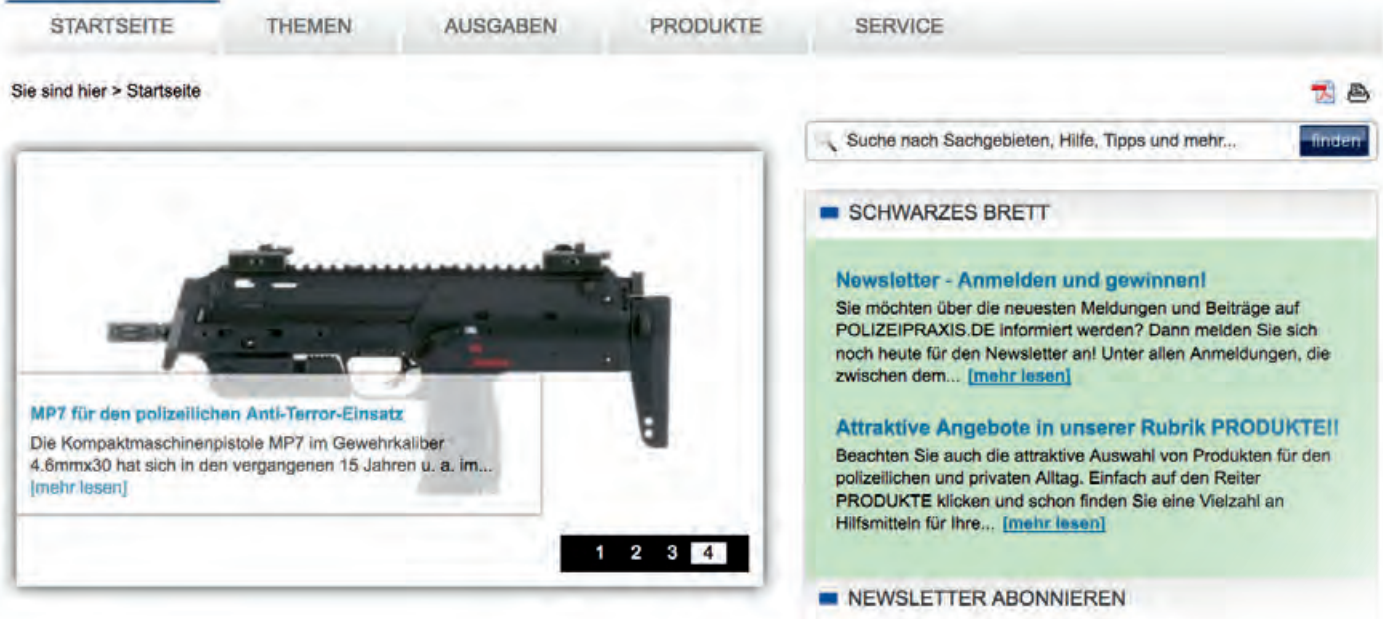 STARTSEITE THEMEN AUSGABEN PRODUKTE SERVICE
Sie sind hier > Startseite
Suche nach Sachgebieten, Hilfe, Tipps und mehr... finden
MP7 für den polizeilichen Anti-Terror-Einsatz
Die Kompaktmaschinenpistole MP7 im Gewehrkaliber
4.6mmx30 hat sich in den vergangenen 15 Jahren u. a. im...
[mehr lesen]
1 2 3 4
SCHWARZES BRETT
Newsletter - Anmelden und gewinnen!
Sie möchten über die neuesten Meldungen und Beiträge auf
POLIZEIPRAXIS.DE informiert werden? Dann melden Sie sich
noch heute für den Newsletter an! Unter allen Anmeldungen, die
zwischen dem... [mehr lesen]
Attraktive Angebote in unserer Rubrik PRODUKTE!!
Beachten Sie auch die attraktive Auswahl von Produkten für den
polizeilichen und privaten Alltag. Einfach auf den Reiter
PRODUKTE klicken und schon finden Sie eine Vielzahl an
Hilfsmitteln für Ihre... [mehr lesen]
NEWSLETTER ABONNIEREN